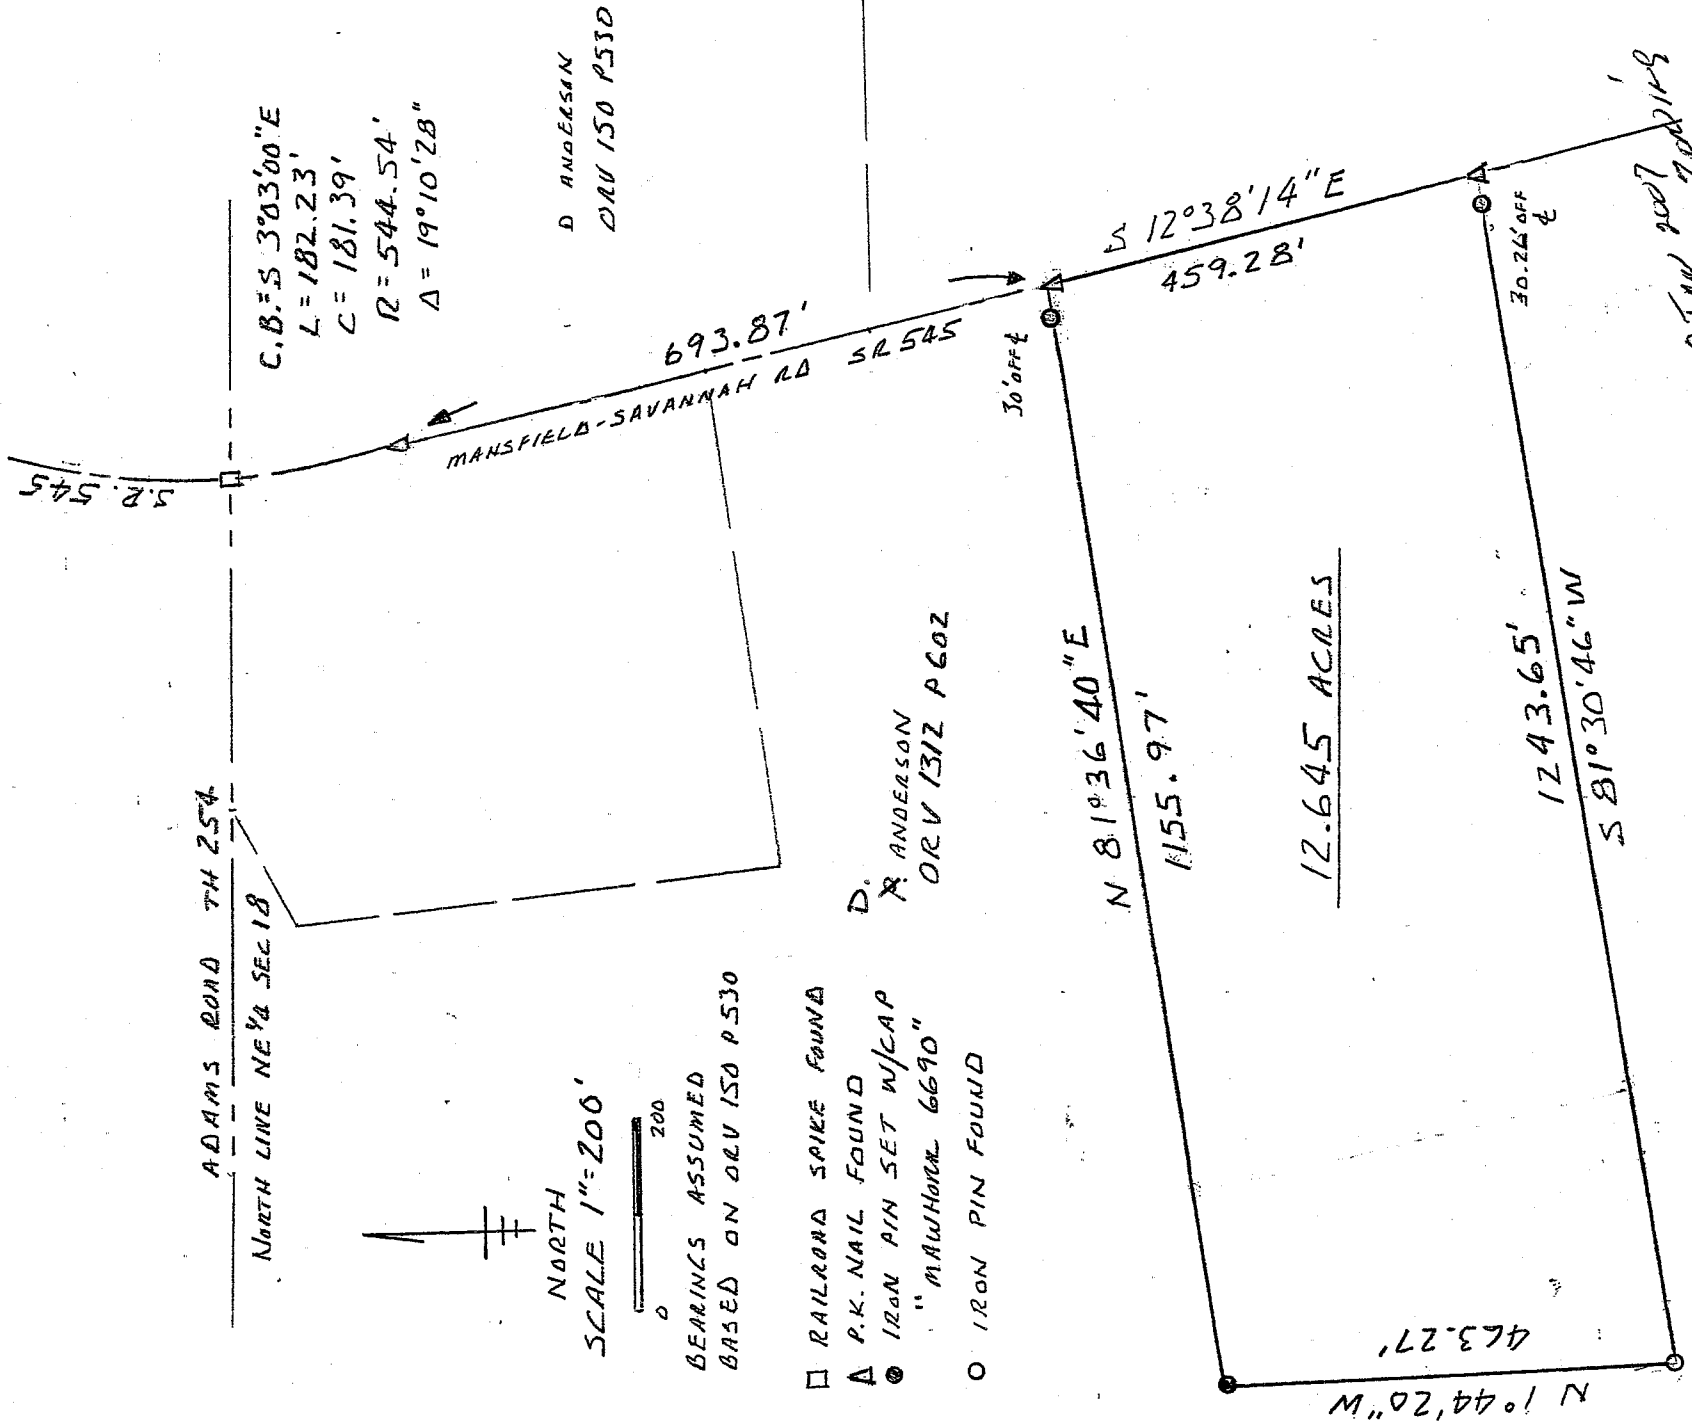 S.R. 545
ADAMS ROAD TH 254
NORTH LINE NE 1/4 SEC 18
C.B.=S 3°03'00"E
L=182.23'
C=181.39'
R=544.54'
Δ=19°10'28"
D ANDERSON
ORV 150 P530
693.87'
MANSFIELD-SAVANNAH RD SR 545
NORTH
SCALE 1"=200'
0 200
BEARINGS ASSUMED
BASED ON ORV 150 P530
□ RAILROAD SPIKE FOUND
△ P.K. NAIL FOUND
● IRON PIN SET W/CAP
"MAWHORR 6690"
○ IRON PIN FOUND
D.
ANDERSON
ORV 1312 P602
30' OFF ℄
S 12°38'14"E
459.28'
30.26' OFF
℄
N 81°36'40"E
1155.97'
12.645 ACRES
1243.65'
S 81°30'46"W
463.27'
N 1°44'20"W
2007